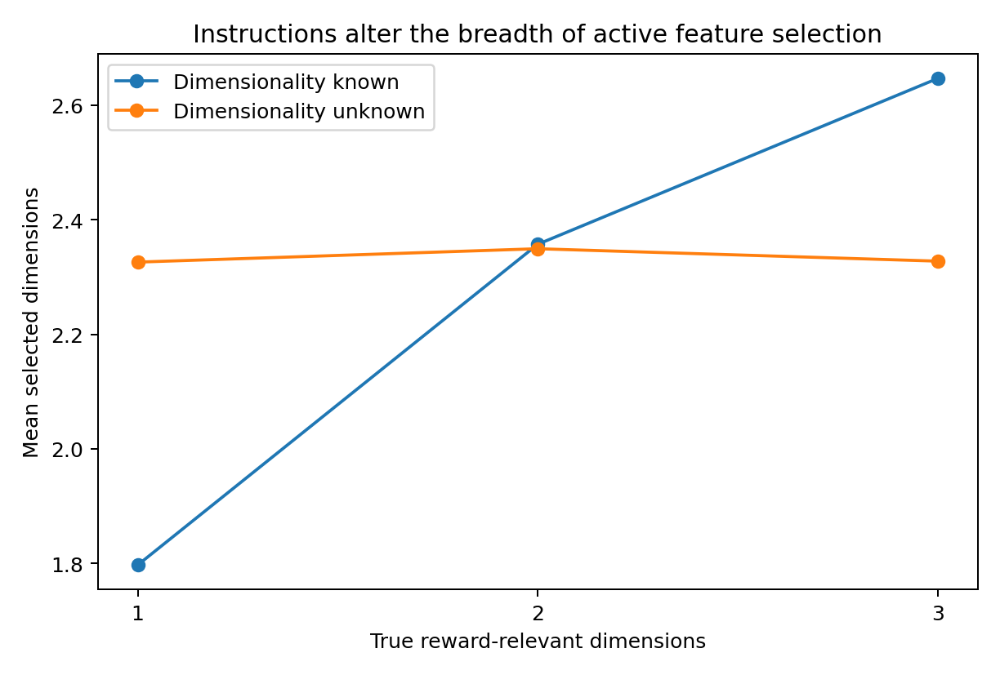 Instructions alter the breadth of active feature selection
Dimensionality known
Dimensionality unknown
Mean selected dimensions
2.6
2.4
2.2
2.0
1.8
1
2
3
True reward-relevant dimensions